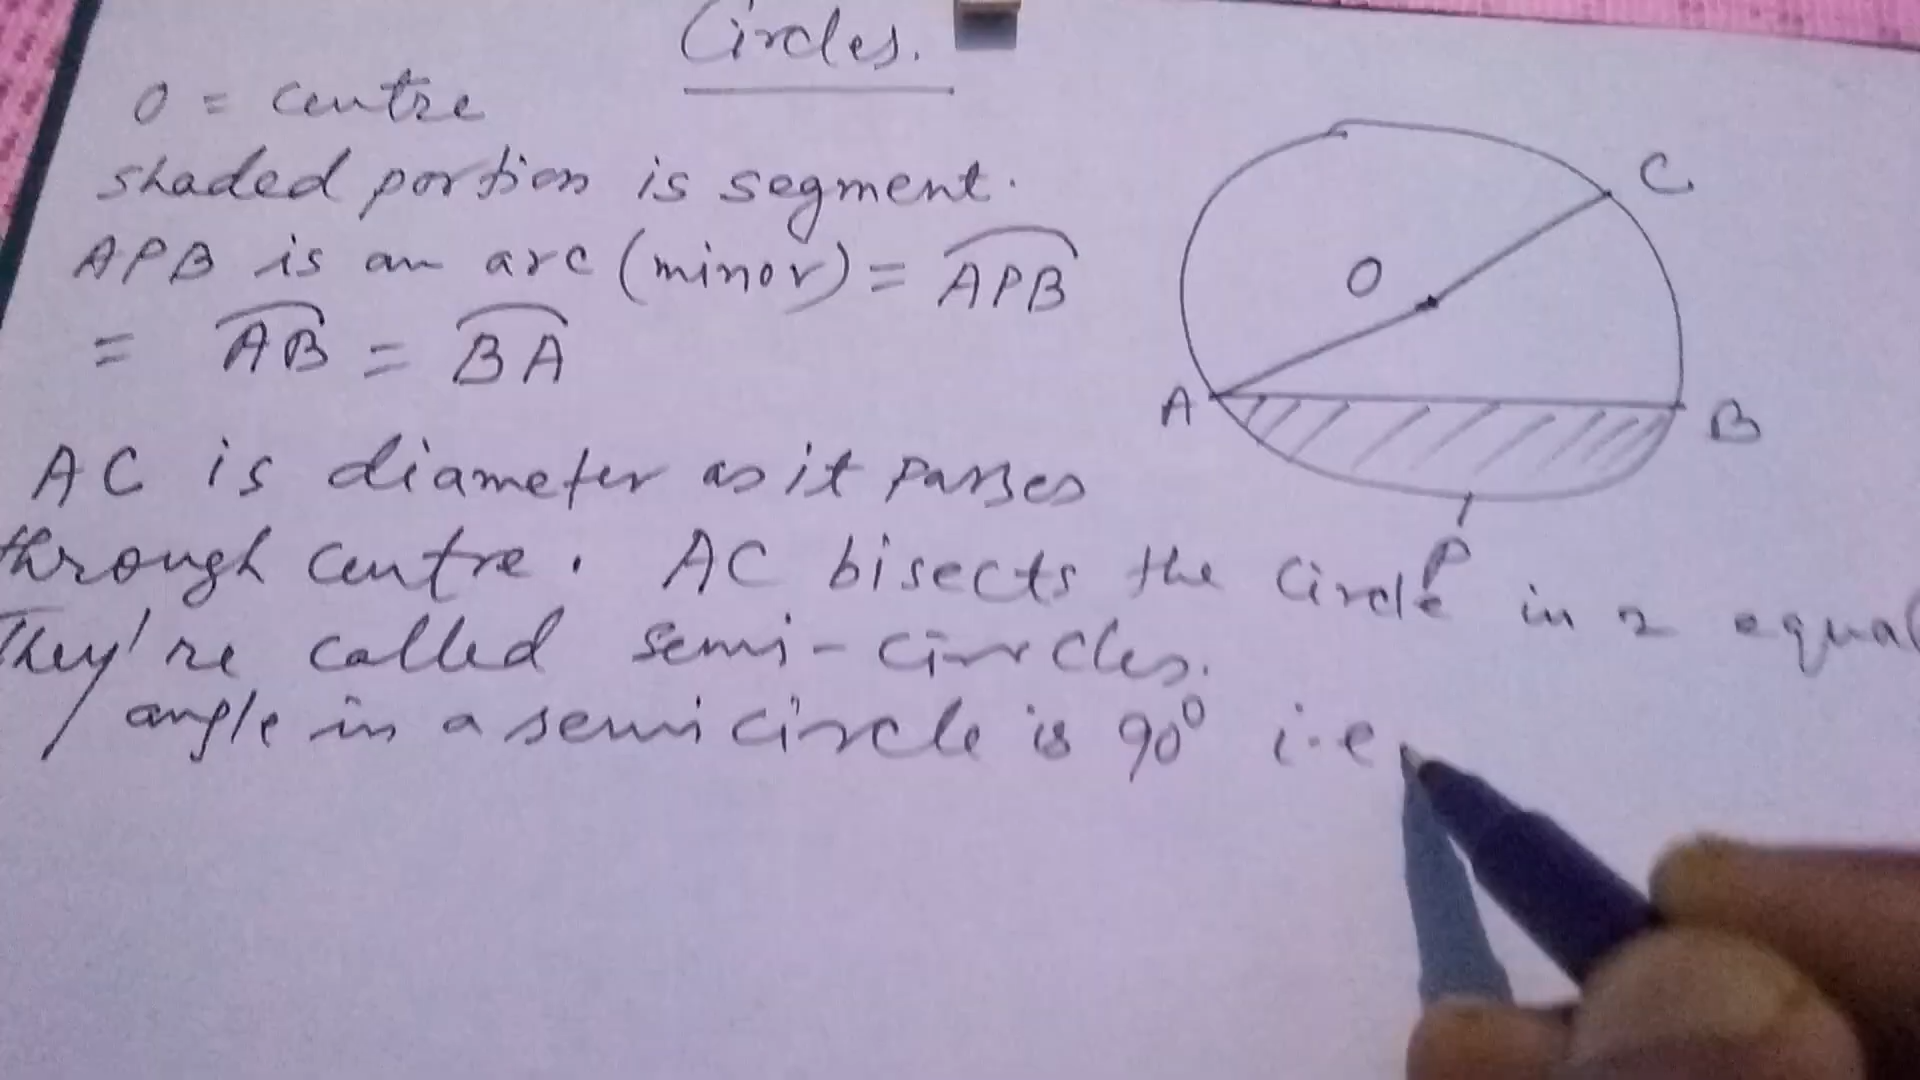 Circles.
O = centre
shaded portion is segment.
APB is an arc (minor) = APB
= AB = BA
AC is diameter as it passes
through centre. AC bisects the circle in 2 equal
They're called semi-circles.
angle in a semicircle is 90° i.e
C
O
A
B
P